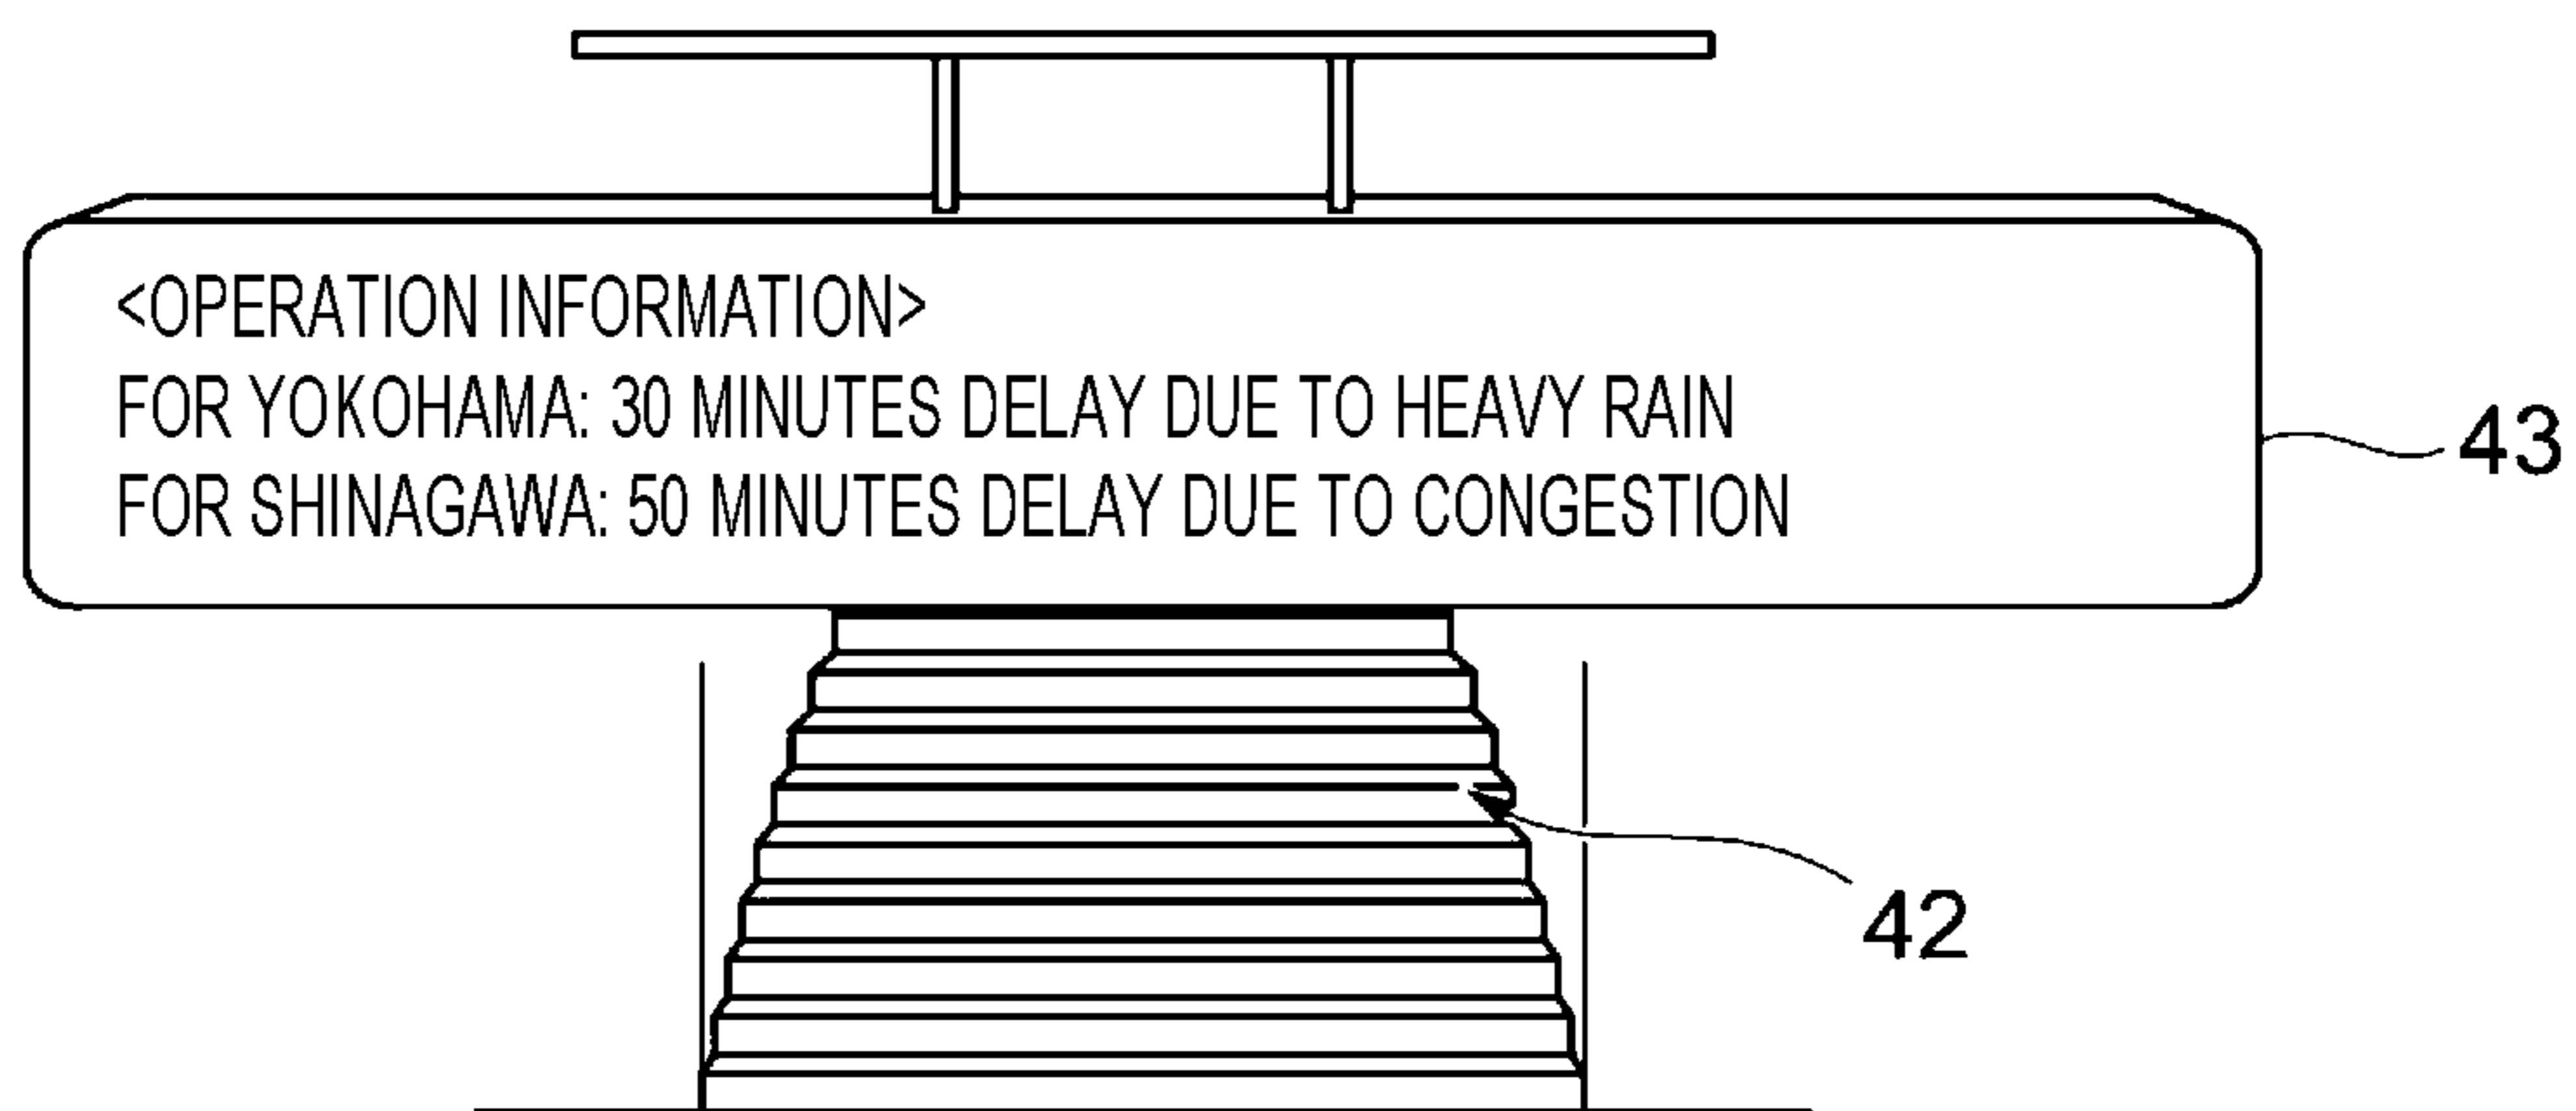 <OPERATION INFORMATION>
FOR YOKOHAMA: 30 MINUTES DELAY DUE TO HEAVY RAIN
FOR SHINAGAWA: 50 MINUTES DELAY DUE TO CONGESTION
43
42